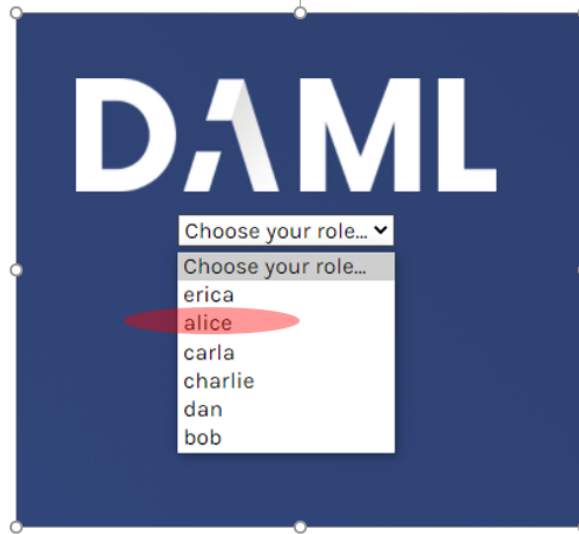 DAML
Choose your role...
Choose your role...
erica
alice
carla
charlie
dan
bob